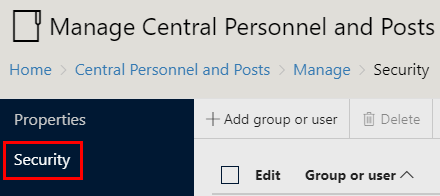 Manage Central Personnel and Posts
Home > Central Personnel and Posts > Manage > Security
Properties
+ Add group or user Delete
Security
Edit Group or user